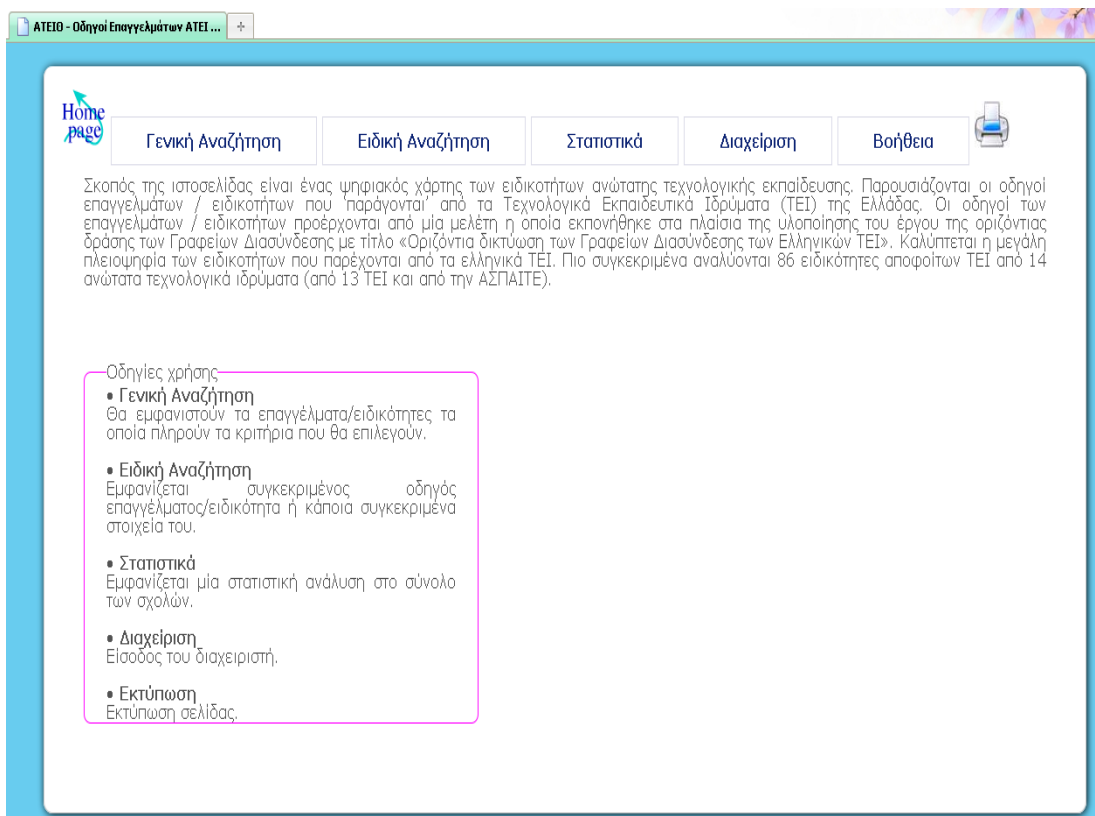 ΑΤΕΙΘ - Οδηγοί Επαγγελμάτων ΑΤΕΙ ...
Home
page
Γενική Αναζήτηση
Ειδική Αναζήτηση
Στατιστικά
Διαχείριση
Βοήθεια
Σκοπός της ιστοσελίδας είναι ένας ψηφιακός χάρτης των ειδικοτήτων ανώτατης τεχνολογικής εκπαίδευσης. Παρουσιάζονται οι οδηγοί
επαγγελμάτων / ειδικοτήτων που 'παράγονται' από τα Τεχνολογικά Εκπαιδευτικά Ιδρύματα (ΤΕΙ) της Ελλάδας. Οι οδηγοί των
επαγγελμάτων / ειδικοτήτων προέρχονται από μία μελέτη η οποία εκπονήθηκε στα πλαίσια της υλοποίησης του έργου της οριζόντιας
δράσης των Γραφείων Διασύνδεσης με τίτλο «Οριζόντια δικτύωση των Γραφείων Διασύνδεσης των Ελληνικών ΤΕΙ». Καλύπτεται η μεγάλη
πλειοψηφία των ειδικοτήτων που παρέχονται από τα ελληνικά ΤΕΙ. Πιο συγκεκριμένα αναλύονται 86 ειδικότητες αποφοίτων ΤΕΙ από 14
ανώτατα τεχνολογικά ιδρύματα (από 13 ΤΕΙ και από την ΑΣΠΑΙΤΕ).
Οδηγίες χρήσης
• Γενική Αναζήτηση
Θα εμφανιστούν τα επαγγέλματα/ειδικότητες τα
οποία πληρούν τα κριτήρια που θα επιλεγούν.
• Ειδική Αναζήτηση
Εμφανίζεται συγκεκριμένος οδηγός
επαγγέλματος/ειδικότητα ή κάποια συγκεκριμένα
στοιχεία του.
• Στατιστικά
Εμφανίζεται μία στατιστική ανάλυση στο σύνολο
των σχολών.
• Διαχείριση
Είσοδος του διαχειριστή.
• Εκτύπωση
Εκτύπωση σελίδας.